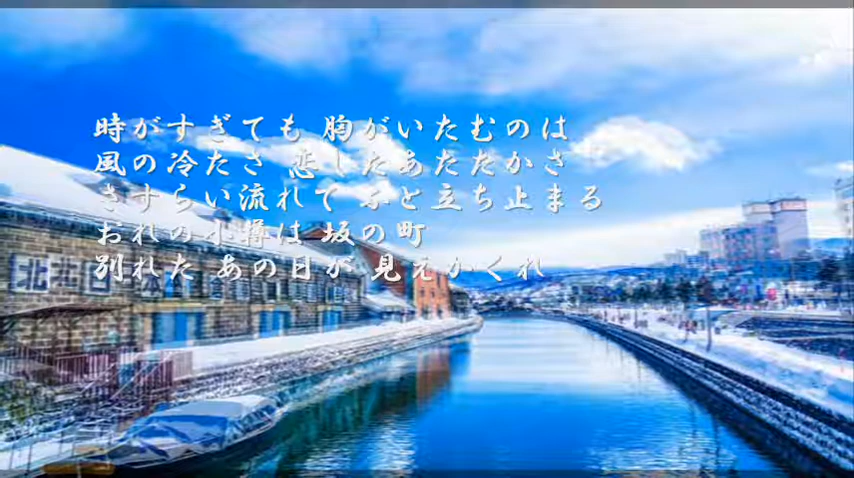 時がすぎても 胸がいたむのは
風の冷たさ 恋したあたたかさ
さすらい流れて ふと立ち止まる
おれの小樽は 坂の町
別れた あの日が 見えかくれ
北